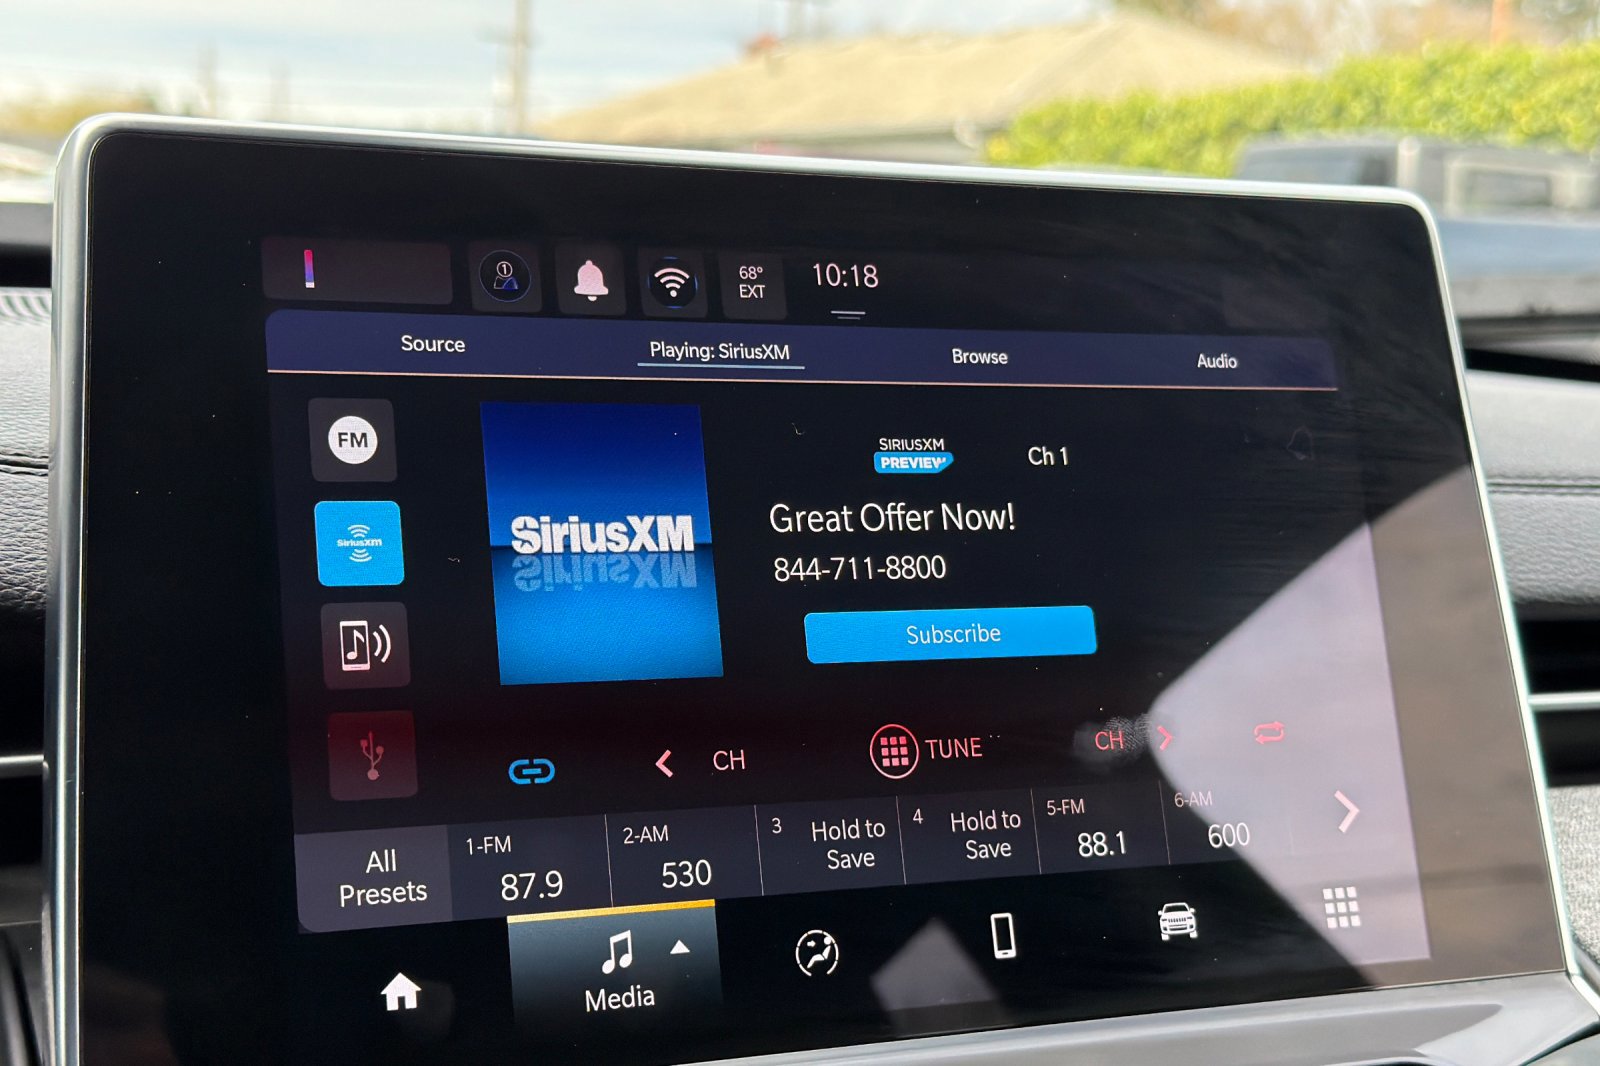 1
68°
EXT
10:18
Source
Playing: SiriusXM
Browse
Audio
FM
SIRIUSXM
PREVIEW
Ch 1
SiriusXM
SiriusXM
Great Offer Now!
844-711-8800
Subscribe
CH
TUNE
CH
All
Presets
1-FM
87.9
2-AM
530
3
Hold to
Save
4
Hold to
Save
5-FM
88.1
6-AM
600
Media